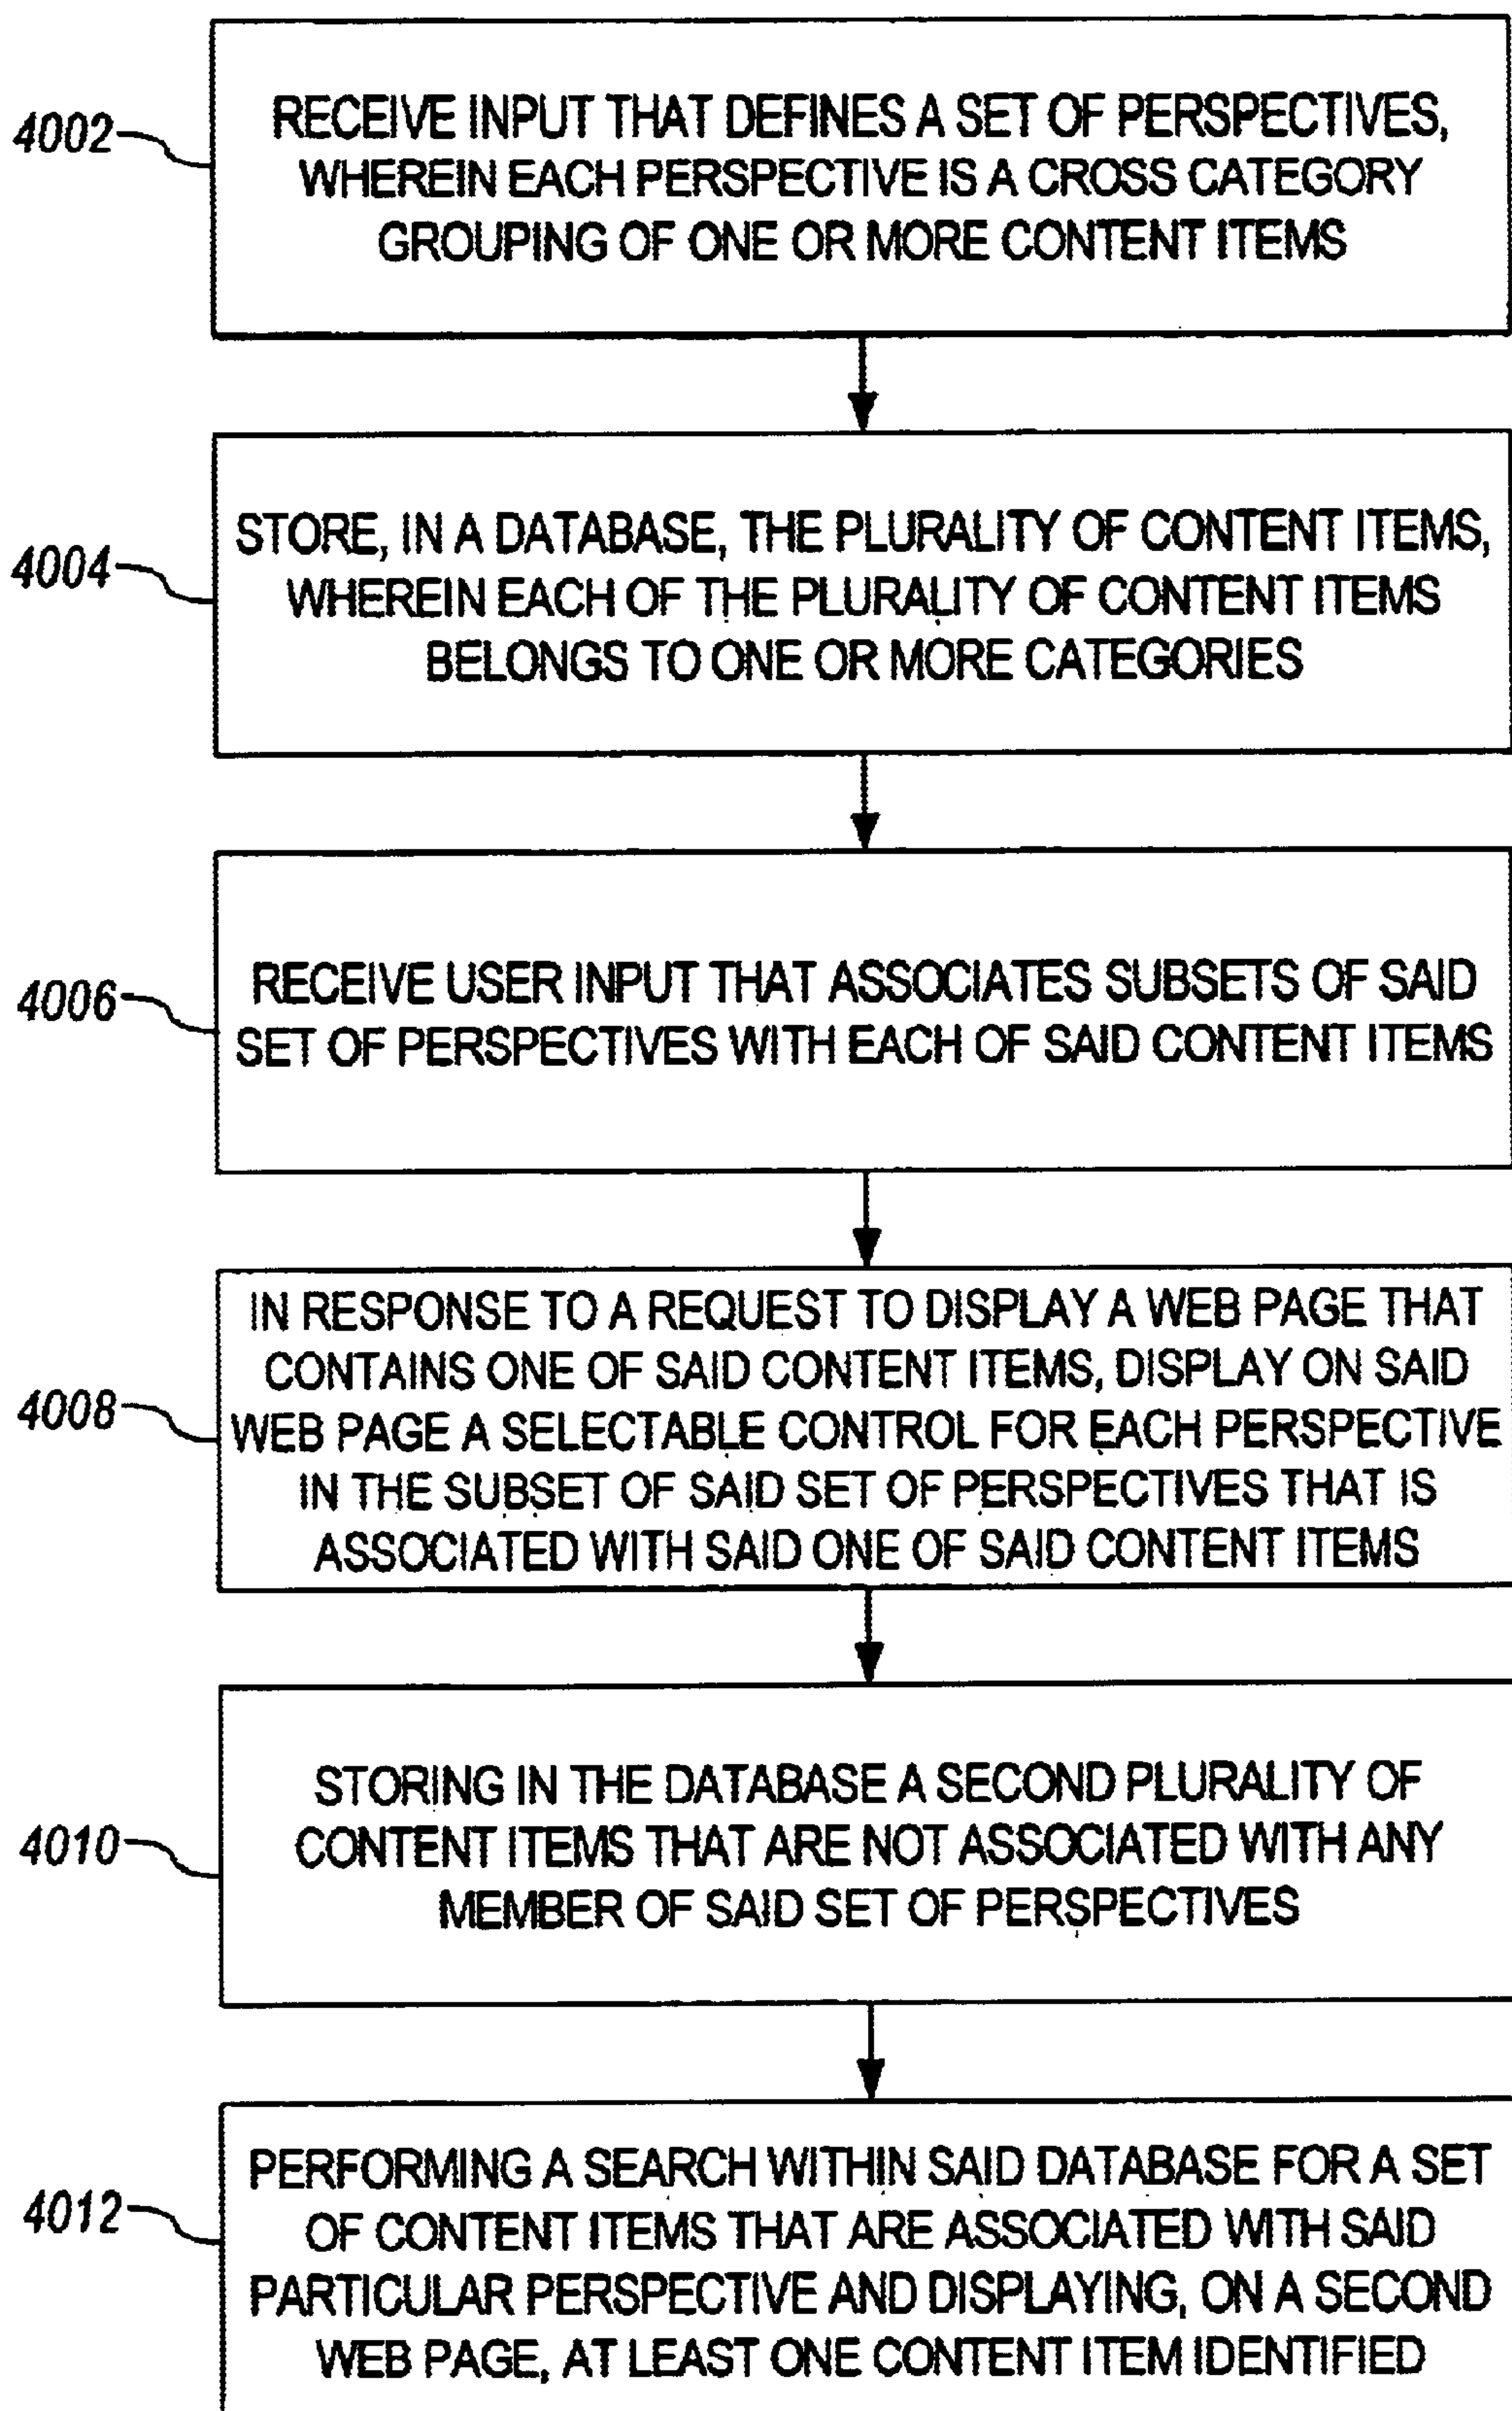 4002
RECEIVE INPUT THAT DEFINES A SET OF PERSPECTIVES,
WHEREIN EACH PERSPECTIVE IS A CROSS CATEGORY
GROUPING OF ONE OR MORE CONTENT ITEMS
4004
STORE, IN A DATABASE, THE PLURALITY OF CONTENT ITEMS,
WHEREIN EACH OF THE PLURALITY OF CONTENT ITEMS
BELONGS TO ONE OR MORE CATEGORIES
4006
RECEIVE USER INPUT THAT ASSOCIATES SUBSETS OF SAID
SET OF PERSPECTIVES WITH EACH OF SAID CONTENT ITEMS
4008
IN RESPONSE TO A REQUEST TO DISPLAY A WEB PAGE THAT
CONTAINS ONE OF SAID CONTENT ITEMS, DISPLAY ON SAID
WEB PAGE A SELECTABLE CONTROL FOR EACH PERSPECTIVE
IN THE SUBSET OF SAID SET OF PERSPECTIVES THAT IS
ASSOCIATED WITH SAID ONE OF SAID CONTENT ITEMS
4010
STORING IN THE DATABASE A SECOND PLURALITY OF
CONTENT ITEMS THAT ARE NOT ASSOCIATED WITH ANY
MEMBER OF SAID SET OF PERSPECTIVES
4012
PERFORMING A SEARCH WITHIN SAID DATABASE FOR A SET
OF CONTENT ITEMS THAT ARE ASSOCIATED WITH SAID
PARTICULAR PERSPECTIVE AND DISPLAYING, ON A SECOND
WEB PAGE, AT LEAST ONE CONTENT ITEM IDENTIFIED